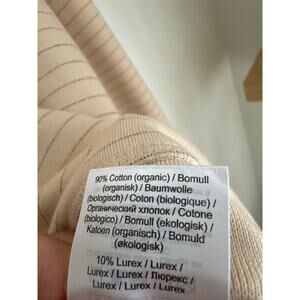 90% Cotton (organic) / Bomull
(organisk) / Baumwolle
(biologisch) / Coton (biologique) /
Органический хлопок / Cotone
(biologico) / Bomull (ekologisk) /
Katoen (organisch) / Bomuld
(økologisk)
10% Lurex / Lurex /
Lurex / Lurex / Люрекс /
Lurex / Lurex / Lurex /